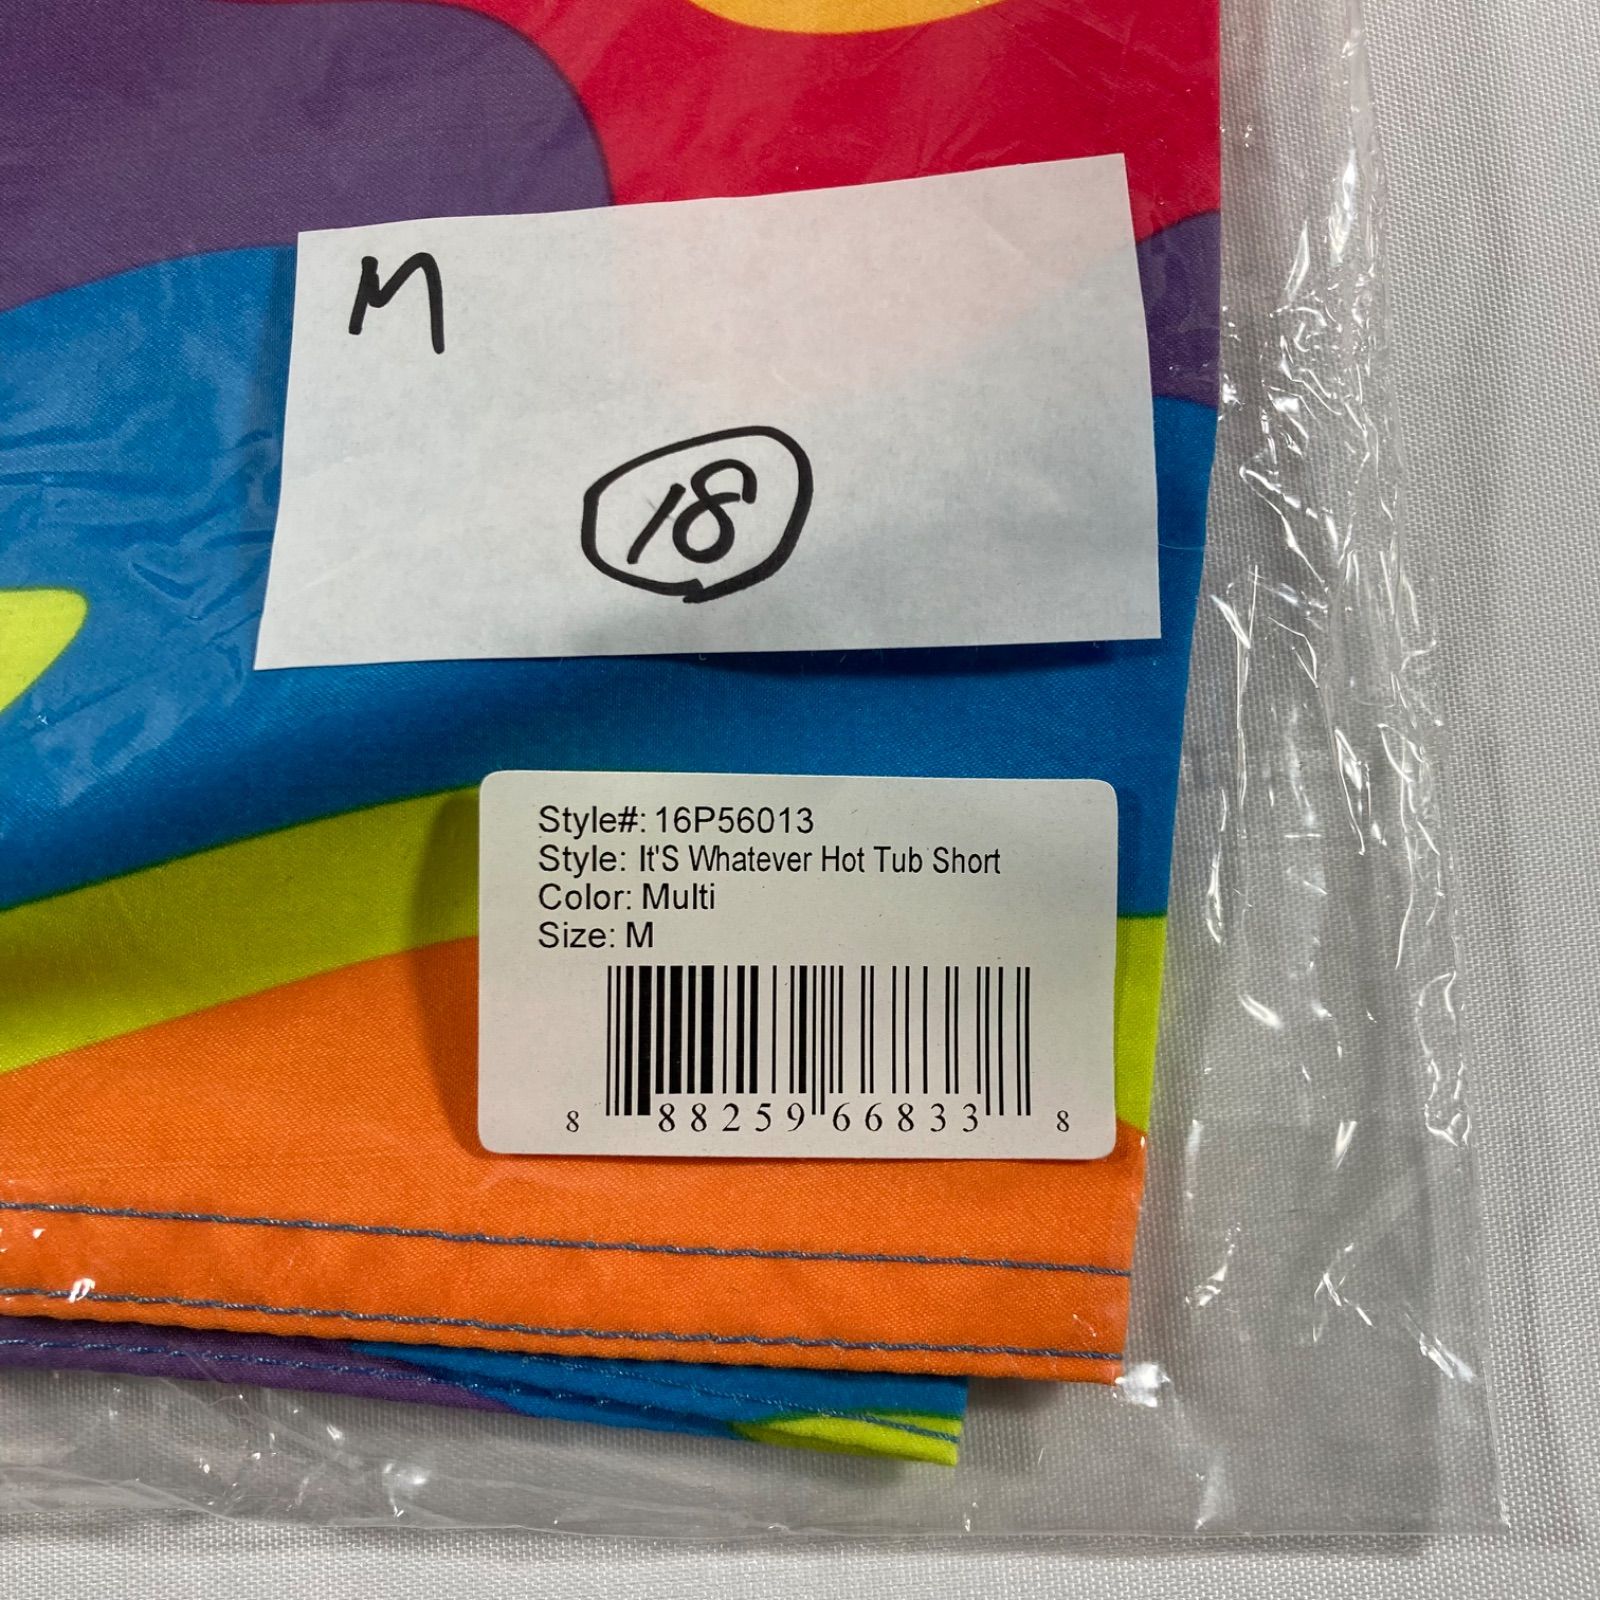 M
18
Style#: 16P56013
Style: It'S Whatever Hot Tub Short
Color: Multi
Size: M
8 88259 66833 8